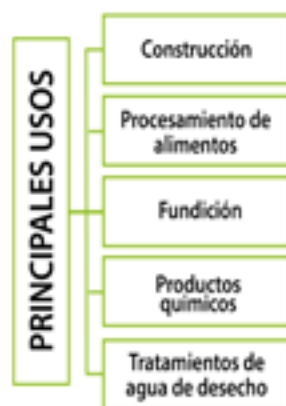 PRINCIPALES USOS
Construcción
Procesamiento de
alimentos
Fundición
Productos
químicos
Tratamientos de
agua de desecho